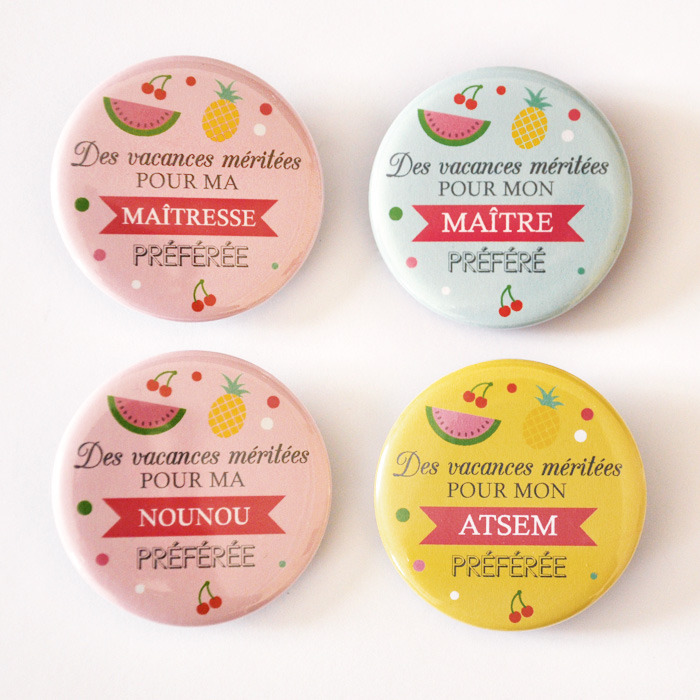 Des vacances méritées
POUR MA
MAÎTRESSE
PRÉFÉRÉE
Des vacances méritées
POUR MON
MAÎTRE
PRÉFÉRÉ
Des vacances méritées
POUR MA
NOUNOU
PRÉFÉRÉE
Des vacances méritées
POUR MON
ATSEM
PRÉFÉRÉE